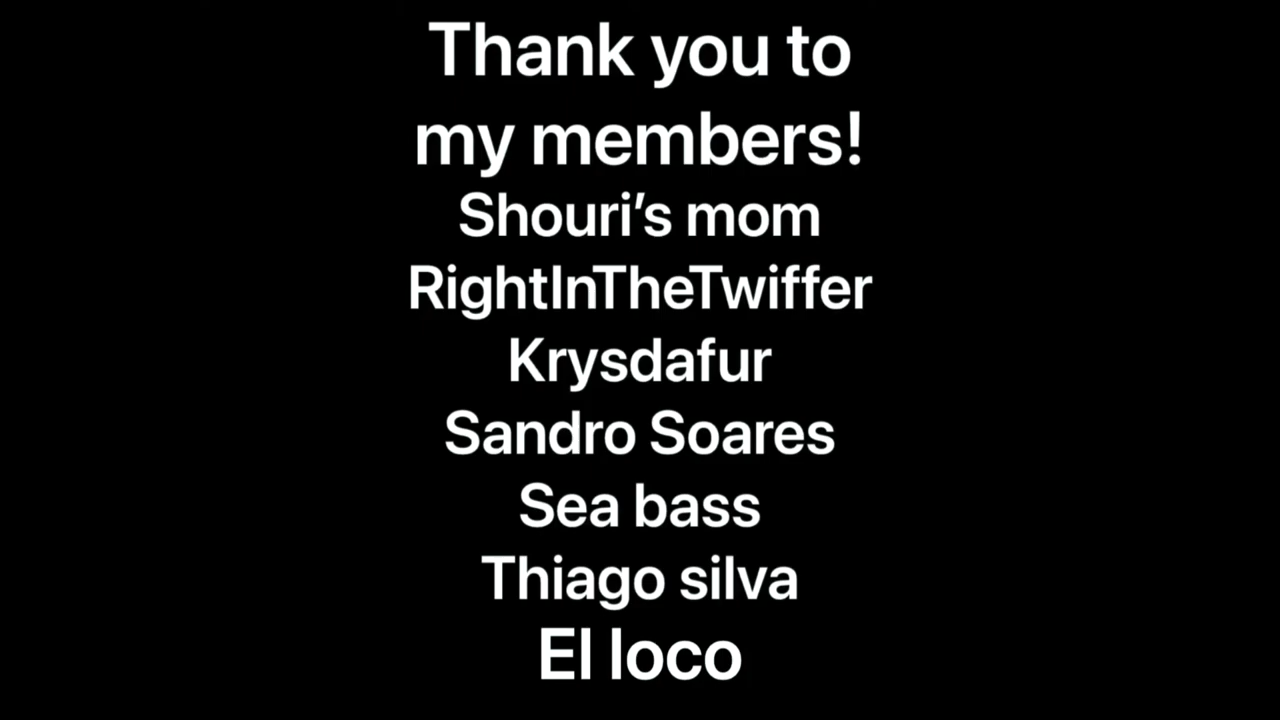 Thank you to
my members!
Shouri’s mom
RightInTheTwiffer
Krysdafur
Sandro Soares
Sea bass
Thiago silva
El loco